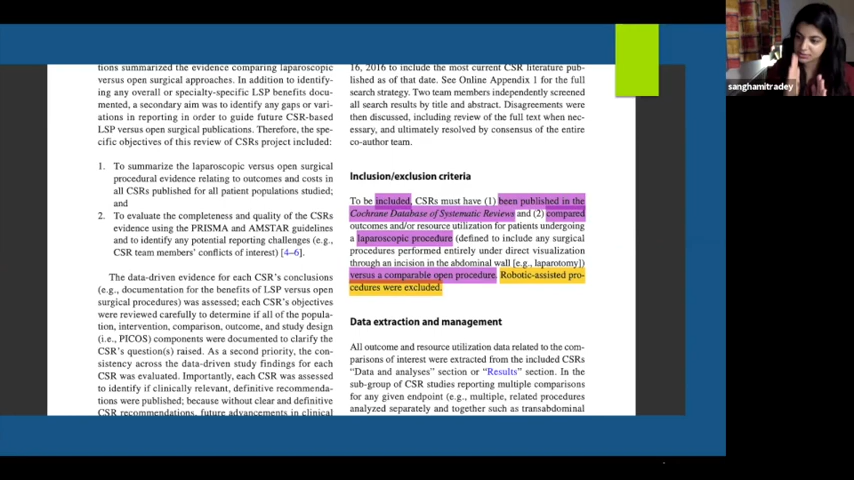 tions summarized the evidence comparing laparoscopic
versus open surgical approaches. In addition to identify-
ing any overall or specialty-specific LSP benefits docu-
mented, a secondary aim was to identify any gaps or vari-
ations in reporting in order to guide future CSR-based
LSP versus open surgical publications. Therefore, the spe-
cific objectives of this review of CSRs project included:
1. To summarize the laparoscopic versus open surgical
procedural evidence relating to outcomes and costs in
all CSRs published for all patient populations studied;
and
2. To evaluate the completeness and quality of the CSRs
evidence using the PRISMA and AMSTAR guidelines
and to identify any potential reporting challenges (e.g.,
CSR team members' conflicts of interest) [4–6].
The data-driven evidence for each CSR's conclusions
(e.g., documentation for the benefits of LSP versus open
surgical procedures) was assessed; each CSR's objectives
were reviewed carefully to determine if all of the popula-
tion, intervention, comparison, outcome, and study design
(i.e., PICOS) components were documented to clarify the
CSR's question(s) raised. As a second priority, the con-
sistency across the data-driven study findings for each
CSR was evaluated. Importantly, each CSR was assessed
to identify if clinically relevant, definitive recommenda-
tions were published; because without clear and definitive
CSR recommendations, future advancements in clinical
16, 2016 to include the most current CSR literature pub-
lished as of that date. See Online Appendix 1 for the full
search strategy. Two team members independently screened
all search results by title and abstract. Disagreements were
then discussed, including review of the full text when nec-
essary, and ultimately resolved by consensus of the entire
co-author team.
Inclusion/exclusion criteria
To be included, CSRs must have (1) been published in the
Cochrane Database of Systematic Reviews and (2) compared
outcomes and/or resource utilization for patients undergoing
a laparoscopic procedure (defined to include any surgical
procedures performed entirely under direct visualization
through an incision in the abdominal wall [e.g., laparotomy])
versus a comparable open procedure. Robotic-assisted pro-
cedures were excluded.
Data extraction and management
All outcome and resource utilization data related to the com-
parisons of interest were extracted from the included CSRs
"Data and analyses" section or "Results" section. In the
sub-group of CSR studies reporting multiple comparisons
for any given endpoint (e.g., multiple, related procedures
analyzed separately and together such as transabdominal
sanghamitradey